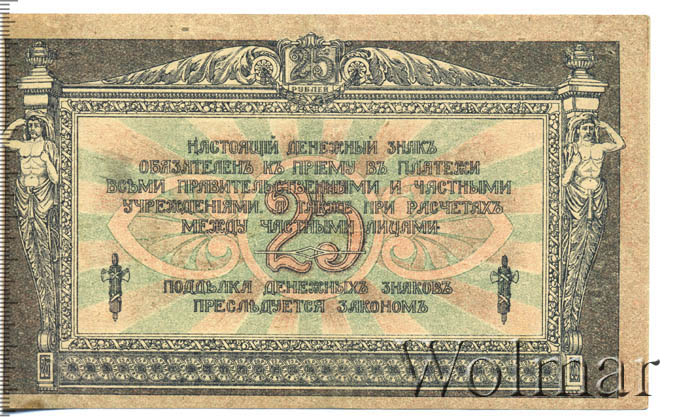 25
РУБЛЕЙ
НАСТОЯЩІЙ ДЕНЕЖНЫЙ ЗНАКЪ
ОБЯЗАТЕЛЕНЪ КЪ ПРІЕМУ ВЪ ПЛАТЕЖИ
ВСѢМИ ПРАВИТЕЛЬСТВЕННЫМИ И ЧАСТНЫМИ
УЧРЕЖДЕНІЯМИ, А ТАКЖЕ ПРИ РАСЧЕТАХЪ
МЕЖДУ ЧАСТНЫМИ ЛИЦАМИ
25
ПОДДѢЛКА ДЕНЕЖНЫХЪ ЗНАКОВЪ
ПРЕСЛѢДУЕТСЯ ЗАКОНОМЪ
Wolmar